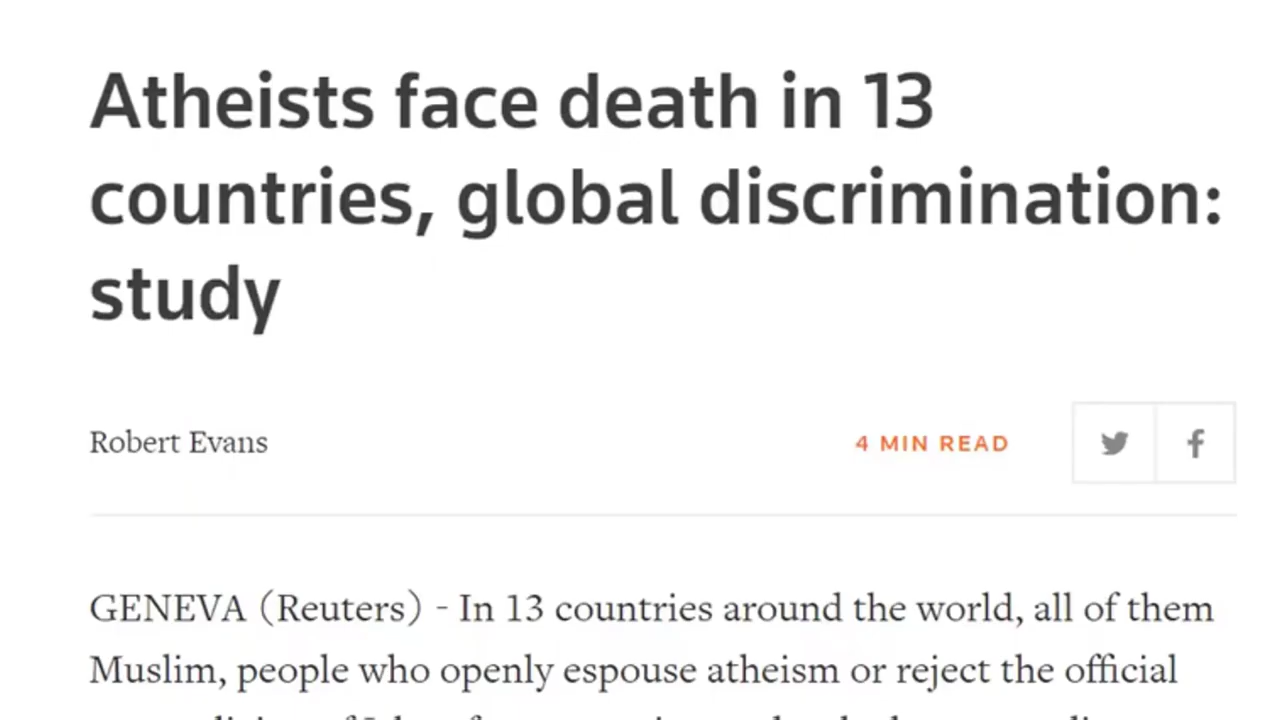 Atheists face death in 13
countries, global discrimination:
study
Robert Evans
4 MIN READ
GENEVA (Reuters) - In 13 countries around the world, all of them
Muslim, people who openly espouse atheism or reject the official